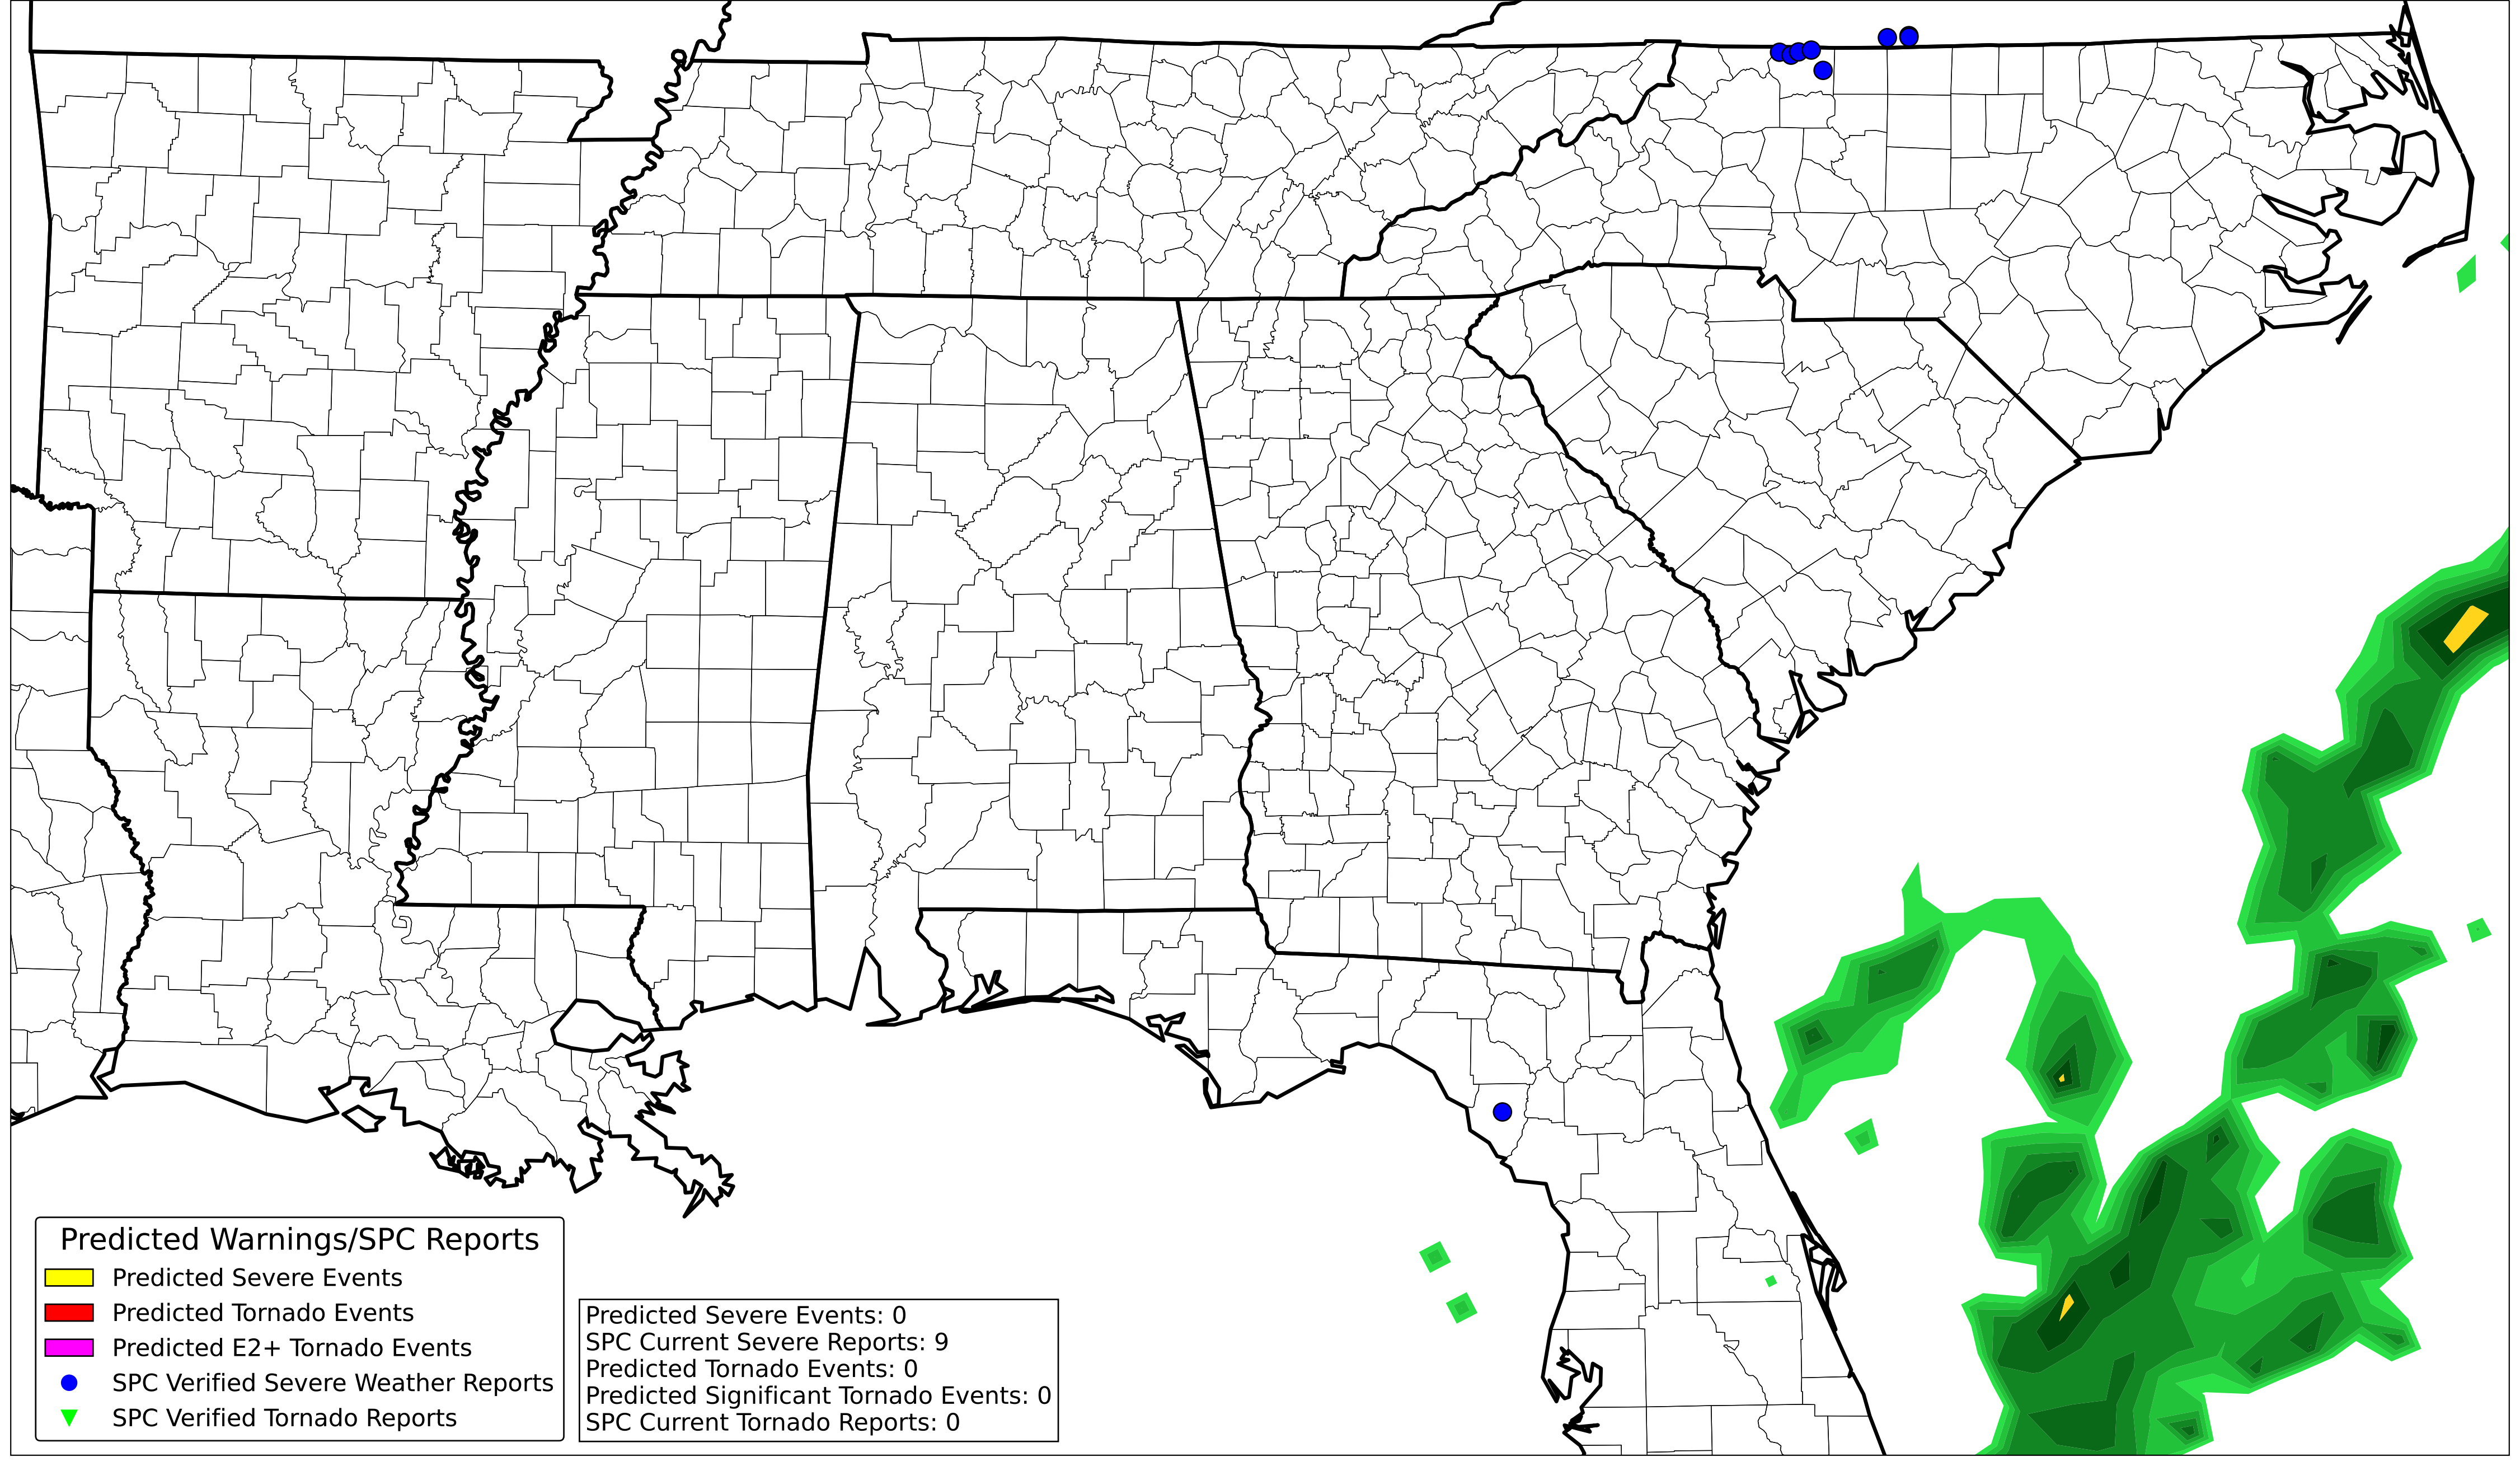 Predicted Warnings/SPC Reports
Predicted Severe Events
Predicted Tornado Events
Predicted E2+ Tornado Events
SPC Verified Severe Weather Reports
SPC Verified Tornado Reports
Predicted Severe Events: 0
SPC Current Severe Reports: 9
Predicted Tornado Events: 0
Predicted Significant Tornado Events: 0
SPC Current Tornado Reports: 0